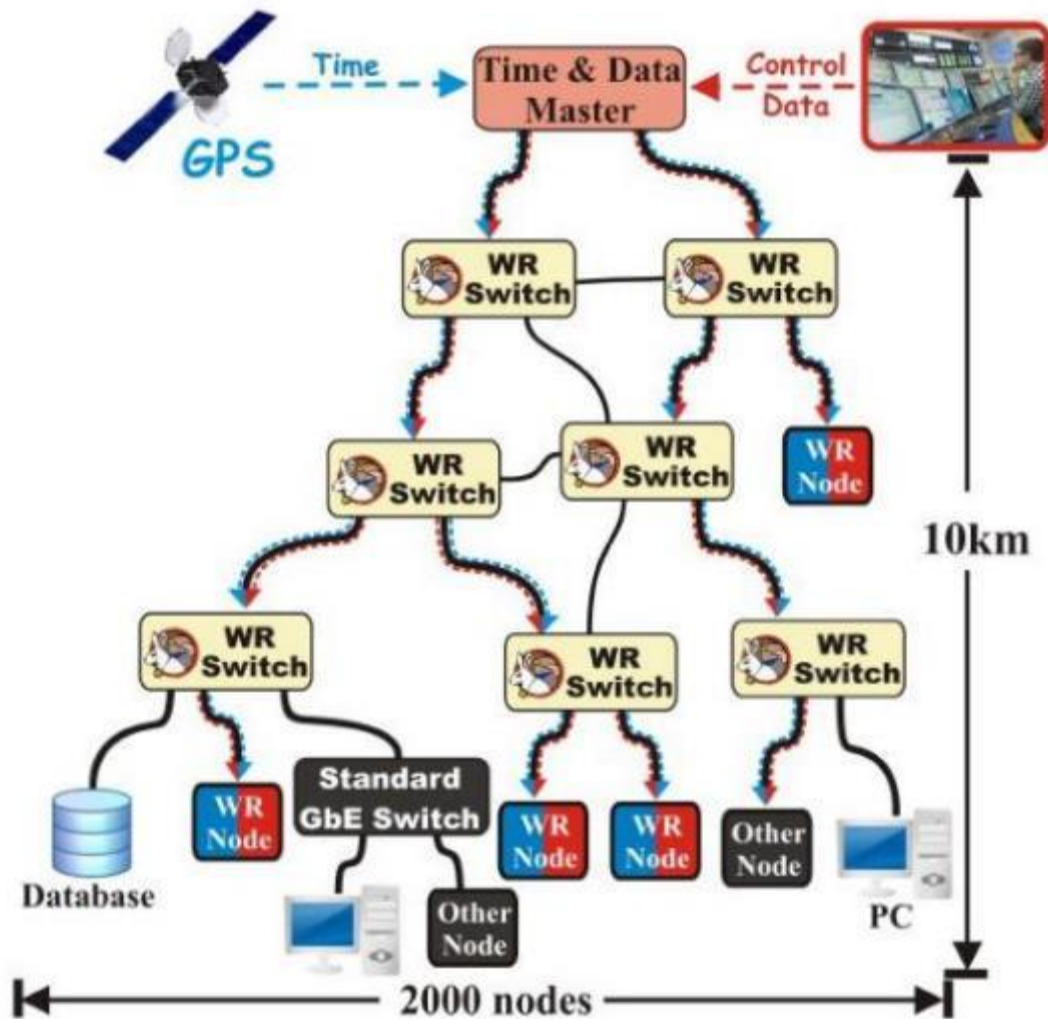 Time
Time & Data
Master
Control
Data
GPS
WR
Switch
WR
Switch
WR
Switch
WR
Switch
WR
Node
10km
WR
Switch
WR
Switch
WR
Switch
Standard
GbE Switch
WR
Node
WR
Node
WR
Node
Other
Node
Database
Other
Node
PC
2000 nodes